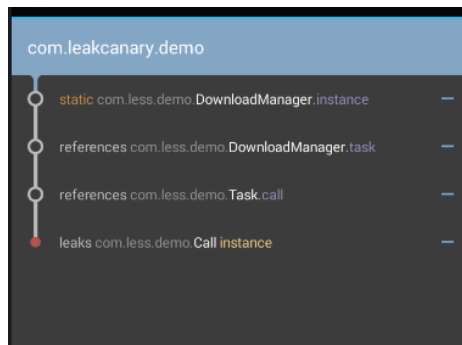 com.leakcanary.demo
static com.less.demo.DownloadManager.instance
references com.less.demo.DownloadManager.task
references com.less.demo.Task.call
leaks com.less.demo.Call instance